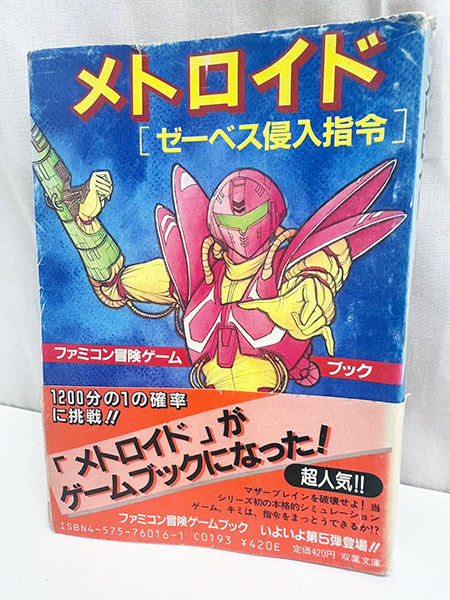 メトロイド
[ゼーベス侵入指令]
ファミコン冒険ゲーム ブック
1200分の1の確率
に挑戦!!
「メトロイド」が
ゲームブックになった!
超人気!!
マザーブレインを破壊せよ!当
シリーズ初の本格的シミュレーション
ゲーム。キミは、指令をまっとうできるか!?
ファミコン冒険ゲームブック いよいよ第5弾登場!!
ISBN4-575-76016-1 C0193 ¥420E 定価420円 双葉文庫